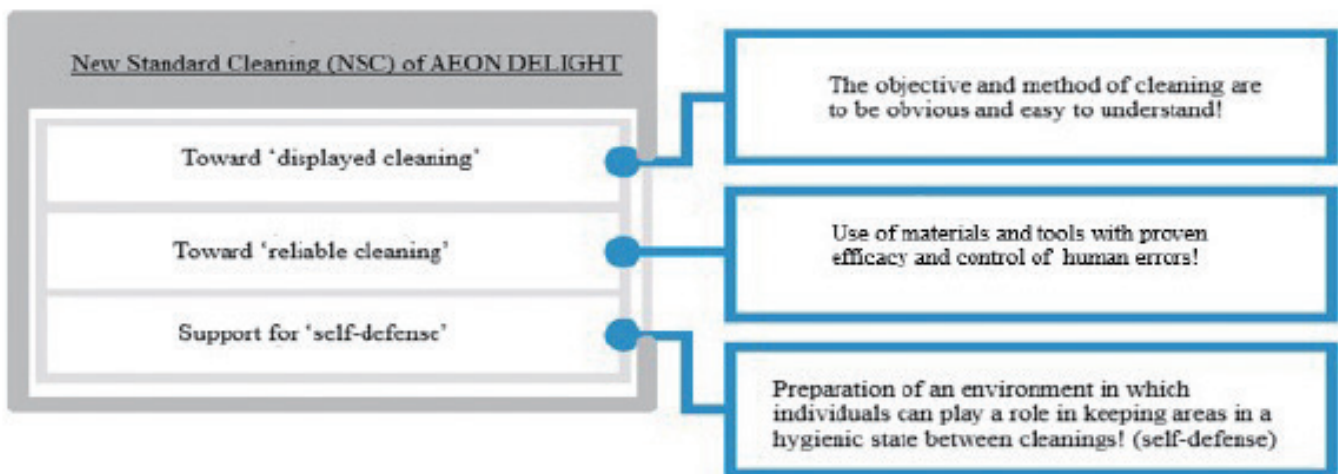 New Standard Cleaning (NSC) of AEON DELIGHT
Toward ‘displayed cleaning’
The objective and method of cleaning are
to be obvious and easy to understand!
Toward ‘reliable cleaning’
Use of materials and tools with proven
efficacy and control of human errors!
Support for ‘self-defense’
Preparation of an environment in which
individuals can play a role in keeping areas in a
hygienic state between cleanings! (self-defense)